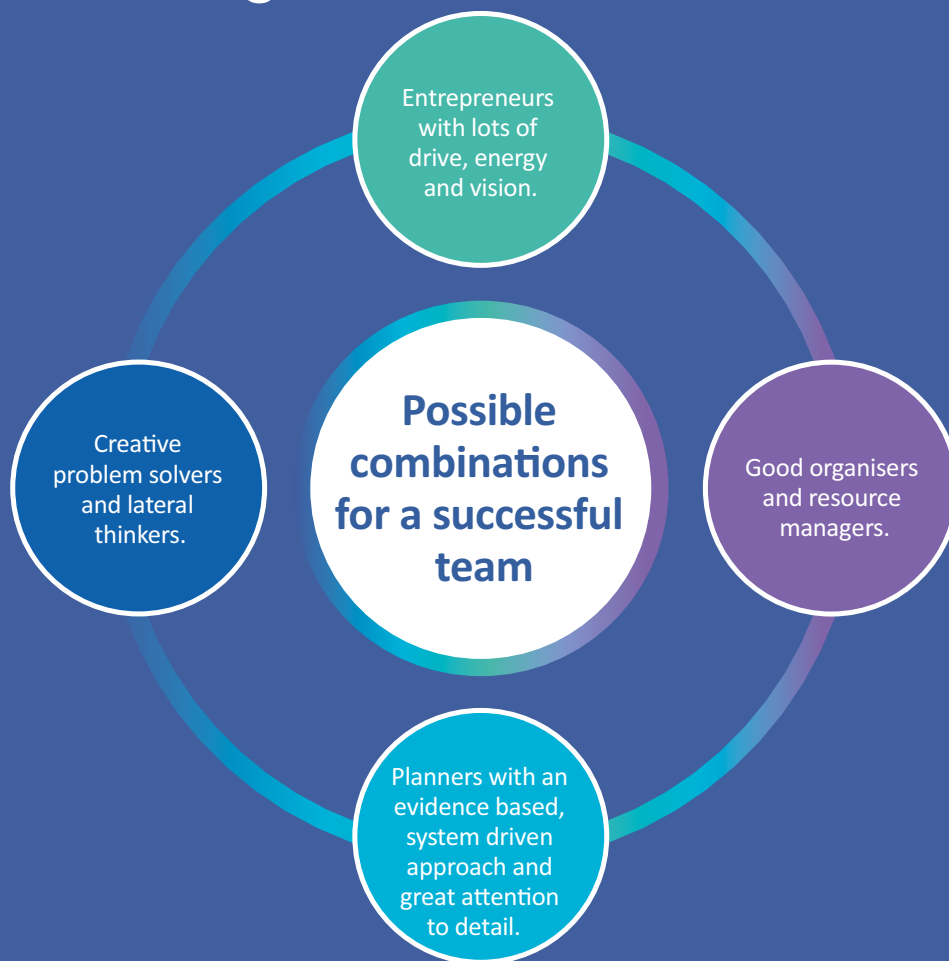 Entrepreneurs
with lots of
drive, energy
and vision.
Creative
problem solvers
and lateral
thinkers.
Possible
combinations
for a successful
team
Good organisers
and resource
managers.
Planners with an
evidence based,
system driven
approach and
great attention
to detail.